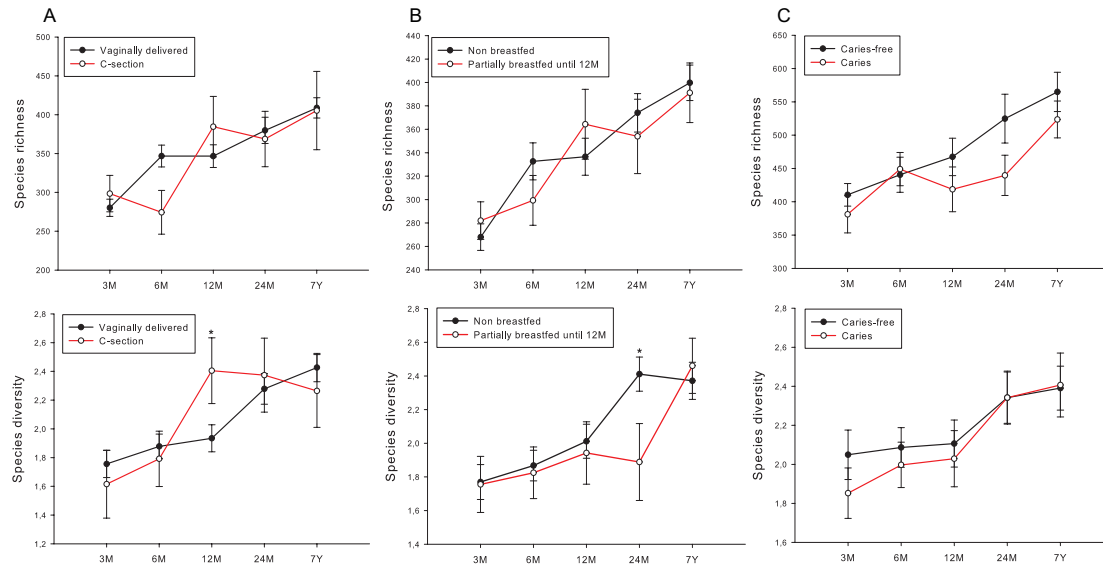 A
B
C
Vaginally delivered
C-section
Species richness
500
450
400
350
300
250
200
3M 6M 12M 24M 7Y
Non breastfed
Partially breastfed until 12M
Species richness
440
420
400
380
360
340
320
300
280
260
240
3M 6M 12M 24M 7Y
Caries-free
Caries
Species richness
650
600
550
500
450
400
350
300
3M 6M 12M 24M 7Y
Vaginally delivered
C-section
Species diversity
2,8
2,6
2,4
2,2
2,0
1,8
1,6
1,4
1,2
*
3M 6M 12M 24M 7Y
Non breastfed
Partially breastfed until 12M
Species diversity
2,8
2,6
2,4
2,2
2,0
1,8
1,6
1,4
*
3M 6M 12M 24M 7Y
Caries-free
Caries
Species diversity
2,8
2,6
2,4
2,2
2,0
1,8
1,6
3M 6M 12M 24M 7Y